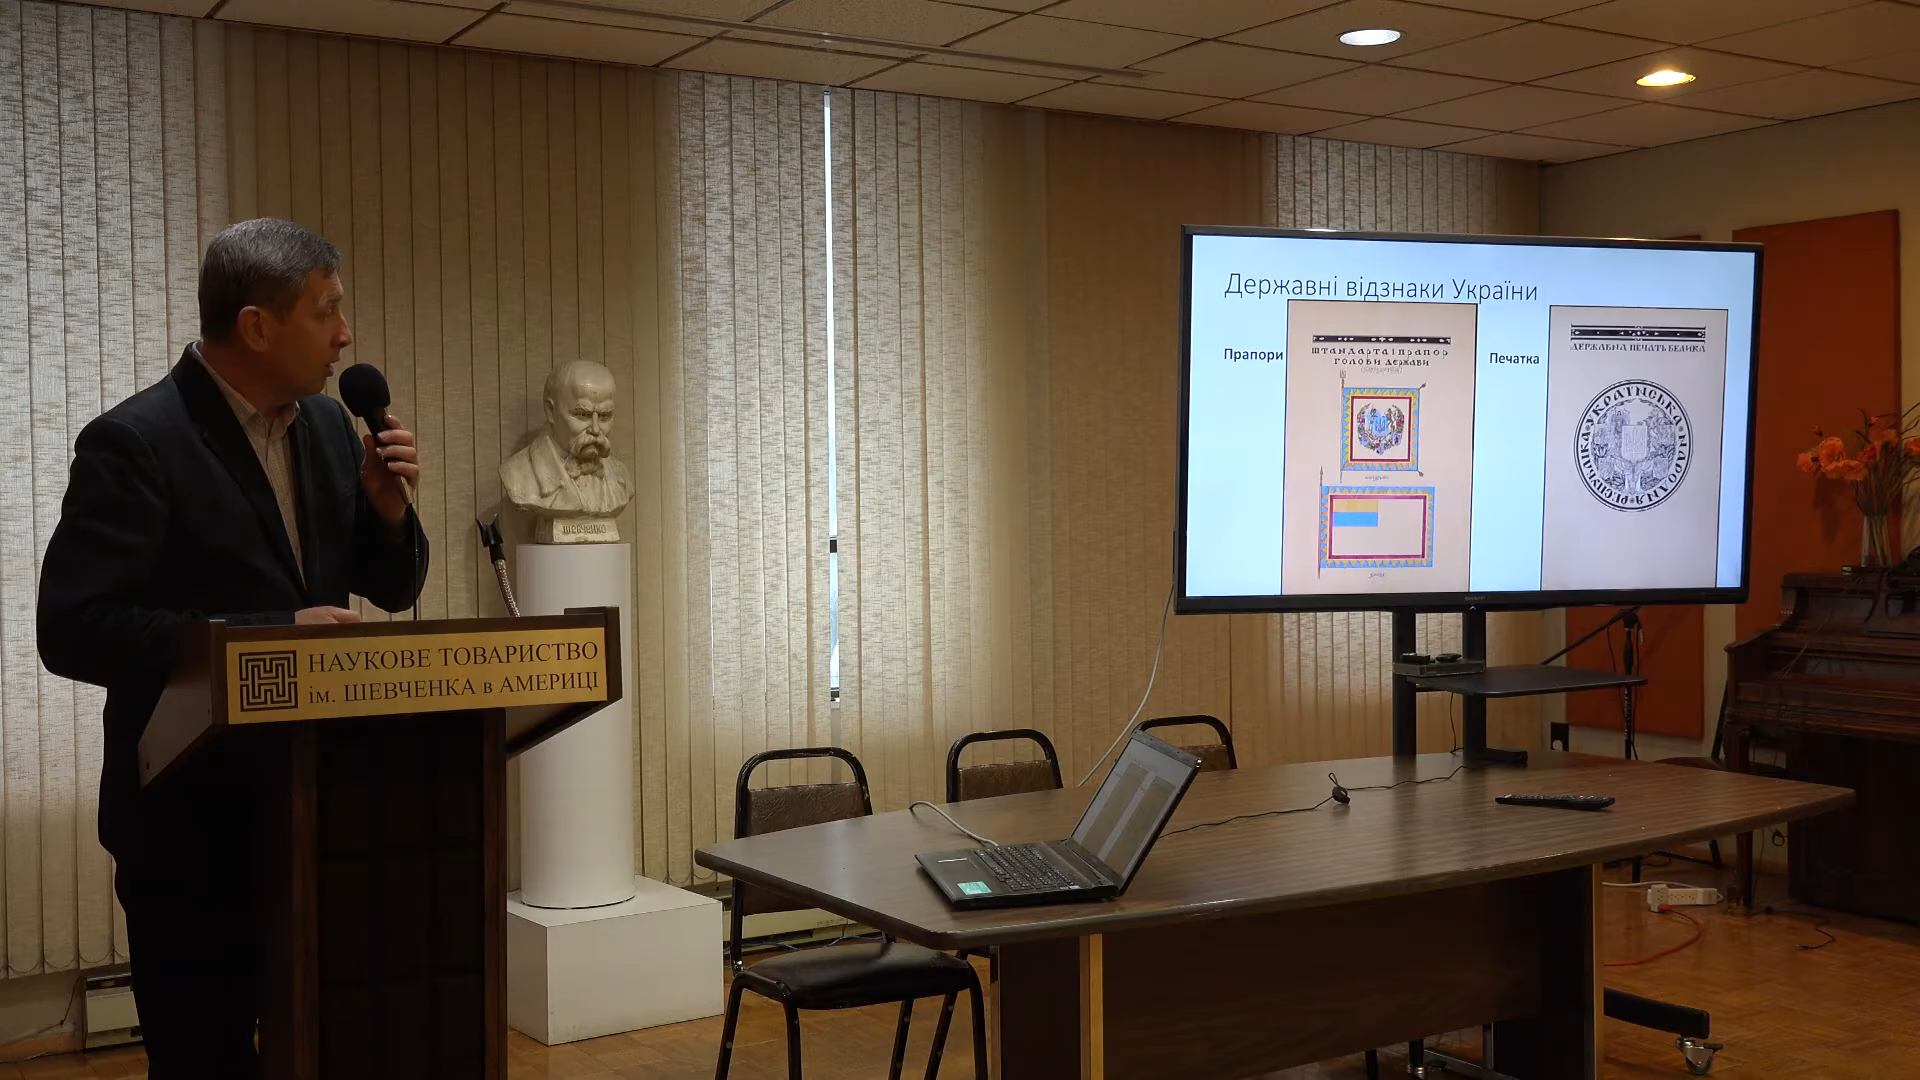 НАУКОВЕ ТОВАРИСТВО
ім. ШЕВЧЕНКА в АМЕРИЦІ
ШЕВЧЕНКО
Державні відзнаки України
Прапори
ШТАНДАРТ І ПРАПОР
ГОЛОВИ ДЕРЖАВИ
Печатка
ДЕРЖАВНА ПЕЧАТЬ ВЕЛИКА
УКРАЇНСЬКА НАРОДНЯ РЕСПУБЛІКА